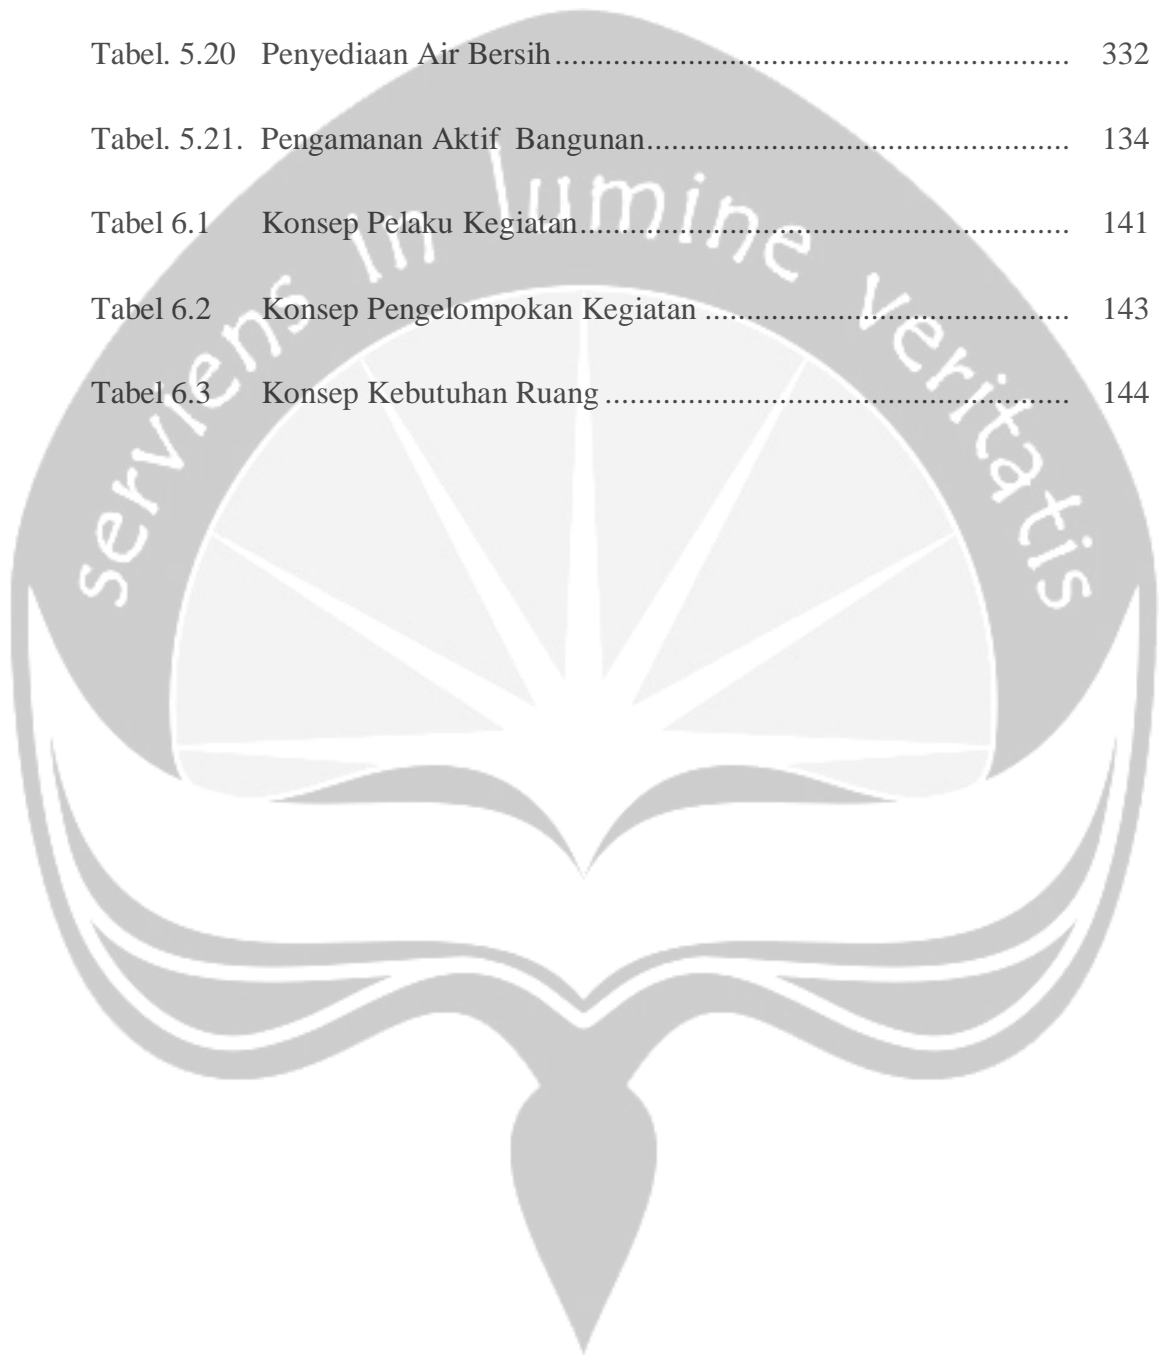 Tabel. 5.20 Penyediaan Air Bersih.............................................................. 332
Tabel. 5.21. Pengamanan Aktif Bangunan................................................... 134
Tabel 6.1 Konsep Pelaku Kegiatan........................................................... 141
Tabel 6.2 Konsep Pengelompokan Kegiatan ............................................ 143
Tabel 6.3 Konsep Kebutuhan Ruang ........................................................ 144
serviens in lumine veritatis